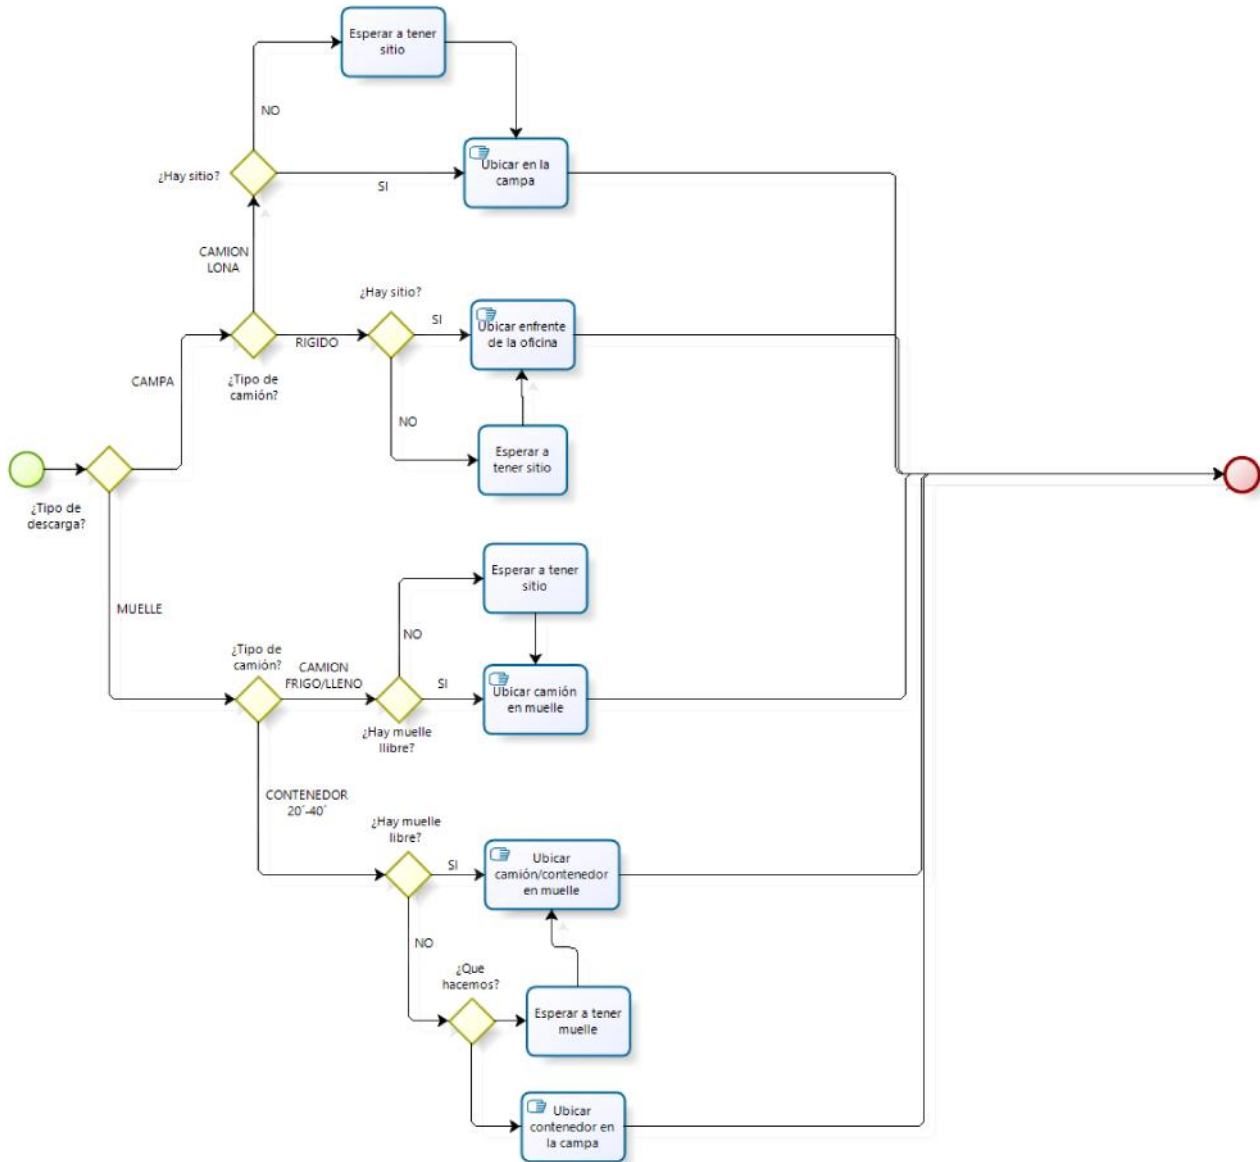 Esperar a tener
sitio
NO
¿Hay sitio?
SI
Ubicar en la
campa
CAMION
LONA
¿Hay sitio?
SI
Ubicar enfrente
de la oficina
RIGIDO
¿Tipo de
camión?
CAMPA
NO
Esperar a
tener sitio
¿Tipo de
descarga?
MUELLE
Esperar a tener
sitio
NO
¿Tipo de
camión?
CAMION
FRIGO/LLENO
SI
Ubicar camión
en muelle
¿Hay muelle
llibre?
CONTENEDOR
20´-40´
¿Hay muelle
libre?
SI
Ubicar
camión/contenedor
en muelle
NO
¿Que
hacemos?
Esperar a tener
muelle
Ubicar
contenedor en
la campa